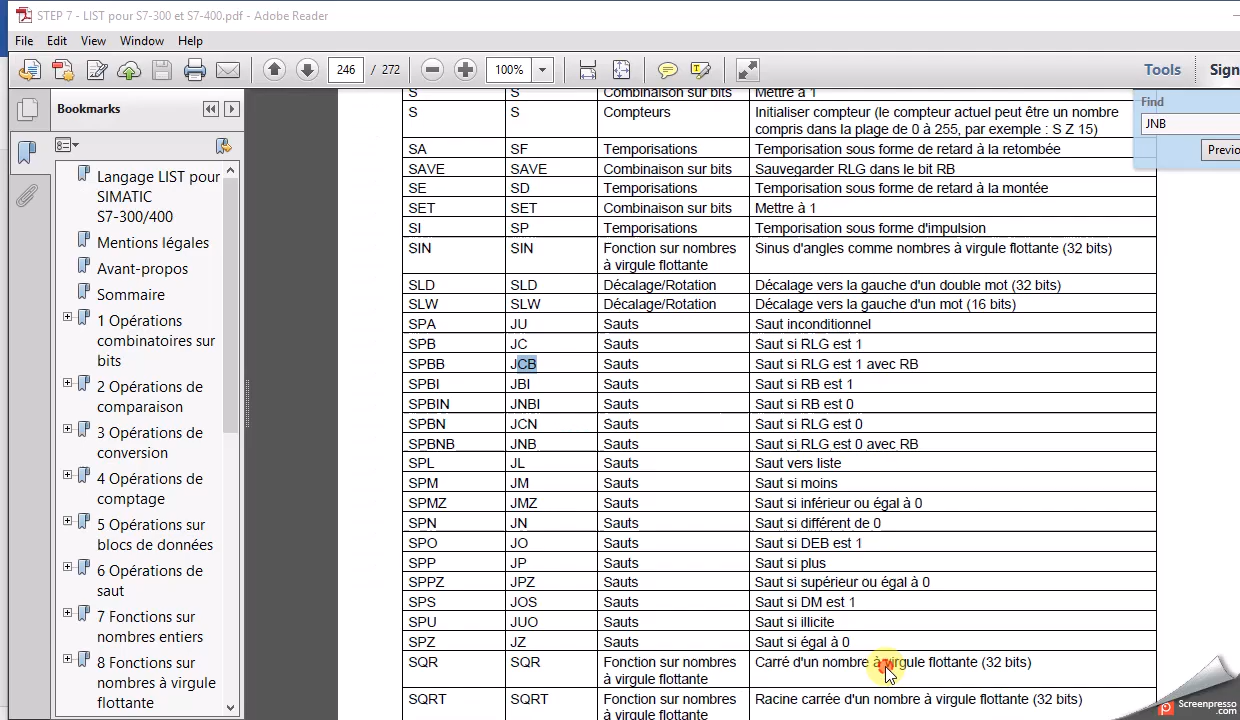 STEP 7 - LIST pour S7-300 et S7-400.pdf - Adobe Reader
File Edit View Window Help
246 / 272 100% Tools Sign
Bookmarks
Langage LIST pour
SIMATIC
S7-300/400
Mentions légales
Avant-propos
Sommaire
1 Opérations
combinatoires sur
bits
2 Opérations de
comparaison
3 Opérations de
conversion
4 Opérations de
comptage
5 Opérations sur
blocs de données
6 Opérations de
saut
7 Fonctions sur
nombres entiers
8 Fonctions sur
nombres à virgule
flottante
S S Combinaison sur bits Mettre à 1
S S Compteurs Initialiser compteur (le compteur actuel peut être un nombre
compris dans la plage de 0 à 255, par exemple : S Z 15)
SA SF Temporisations Temporisation sous forme de retard à la retombée
SAVE SAVE Combinaison sur bits Sauvegarder RLG dans le bit RB
SE SD Temporisations Temporisation sous forme de retard à la montée
SET SET Combinaison sur bits Mettre à 1
SI SP Temporisations Temporisation sous forme d'impulsion
SIN SIN Fonction sur nombres Sinus d'angles comme nombres à virgule flottante (32 bits)
à virgule flottante
SLD SLD Décalage/Rotation Décalage vers la gauche d'un double mot (32 bits)
SLW SLW Décalage/Rotation Décalage vers la gauche d'un mot (16 bits)
SPA JU Sauts Saut inconditionnel
SPB JC Sauts Saut si RLG est 1
SPBB JCB Sauts Saut si RLG est 1 avec RB
SPBI JBI Sauts Saut si RB est 1
SPBIN JNBI Sauts Saut si RB est 0
SPBN JCN Sauts Saut si RLG est 0
SPBNB JNB Sauts Saut si RLG est 0 avec RB
SPL JL Sauts Saut vers liste
SPM JM Sauts Saut si moins
SPMZ JMZ Sauts Saut si inférieur ou égal à 0
SPN JN Sauts Saut si différent de 0
SPO JO Sauts Saut si DEB est 1
SPP JP Sauts Saut si plus
SPPZ JPZ Sauts Saut si supérieur ou égal à 0
SPS JOS Sauts Saut si DM est 1
SPU JUO Sauts Saut si illicite
SPZ JZ Sauts Saut si égal à 0
SQR SQR Fonction sur nombres Carré d'un nombre à virgule flottante (32 bits)
à virgule flottante
SQRT SQRT Fonction sur nombres Racine carrée d'un nombre à virgule flottante (32 bits)
à virgule flottante
Find
JNB
Previo
Screenpresso
.com